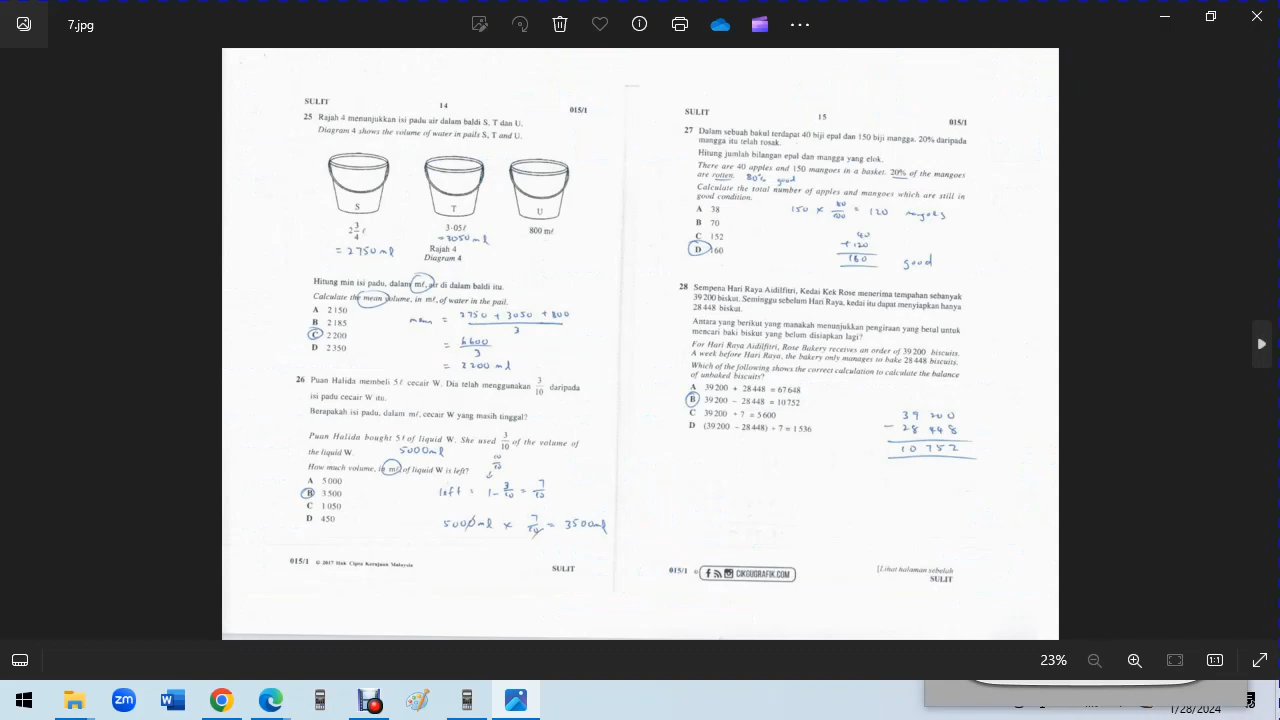 7.jpg
SULIT
14
015/1
25 Rajah 4 menunjukkan isi padu air dalam baldi S, T dan U.
Diagram 4 shows the volume of water in pails S, T and U.
S
T
U
2 3/4 ℓ
3·05ℓ
800 mℓ
= 2750 ml
→ 3050 ml
Rajah 4
Diagram 4
Hitung min isi padu, dalam mℓ, air di dalam baldi itu.
Calculate the mean volume, in mℓ, of water in the pail.
A 2 150
B 2 185
C 2 200
D 2 350
mean = 2750 + 3050 + 800
3
= 6600
3
= 2200 ml
26 Puan Halida membeli 5ℓ cecair W. Dia telah menggunakan 3/10 daripada
isi padu cecair W itu.
Berapakah isi padu, dalam mℓ, cecair W yang masih tinggal?
Puan Halida bought 5ℓ of liquid W. She used 3/10 of the volume of
the liquid W.
5000ml
How much volume, in mℓ of liquid W is left?
10/10
↓
A 5 000
B 3 500
C 1 050
D 450
left = 1 - 3/10 = 7/10
5000ml × 7/10 = 3500ml
015/1 © 2017 Hak Cipta Kerajaan Malaysia
SULIT
SULIT
15
015/1
27 Dalam sebuah bakul terdapat 40 biji epal dan 150 biji mangga. 20% daripada
mangga itu telah rosak.
Hitung jumlah bilangan epal dan mangga yang elok.
There are 40 apples and 150 mangoes in a basket. 20% of the mangoes
are rotten. 80% good
Calculate the total number of apples and mangoes which are still in
good condition.
A 38
B 70
C 152
D 160
150 × 80/100 = 120 mangoes
40
+ 120
160 good
28 Sempena Hari Raya Aidilfitri, Kedai Kek Rose menerima tempahan sebanyak
39 200 biskut. Seminggu sebelum Hari Raya, kedai itu dapat menyiapkan hanya
28 448 biskut.
Antara yang berikut yang manakah menunjukkan pengiraan yang betul untuk
mencari baki biskut yang belum disiapkan lagi?
For Hari Raya Aidilfitri, Rose Bakery receives an order of 39 200 biscuits.
A week before Hari Raya, the bakery only manages to bake 28 448 biscuits.
Which of the following shows the correct calculation to calculate the balance
of unbaked biscuits?
A 39 200 + 28 448 = 67 648
B 39 200 − 28 448 = 10 752
C 39 200 ÷ 7 = 5 600
D (39 200 − 28 448) ÷ 7 = 1 536
39 200
- 28 448
10 752
015/1 ©
CIKGUGRAFIK.COM
[Lihat halaman sebelah
SULIT
23%
1:1
zm
1/28/2024